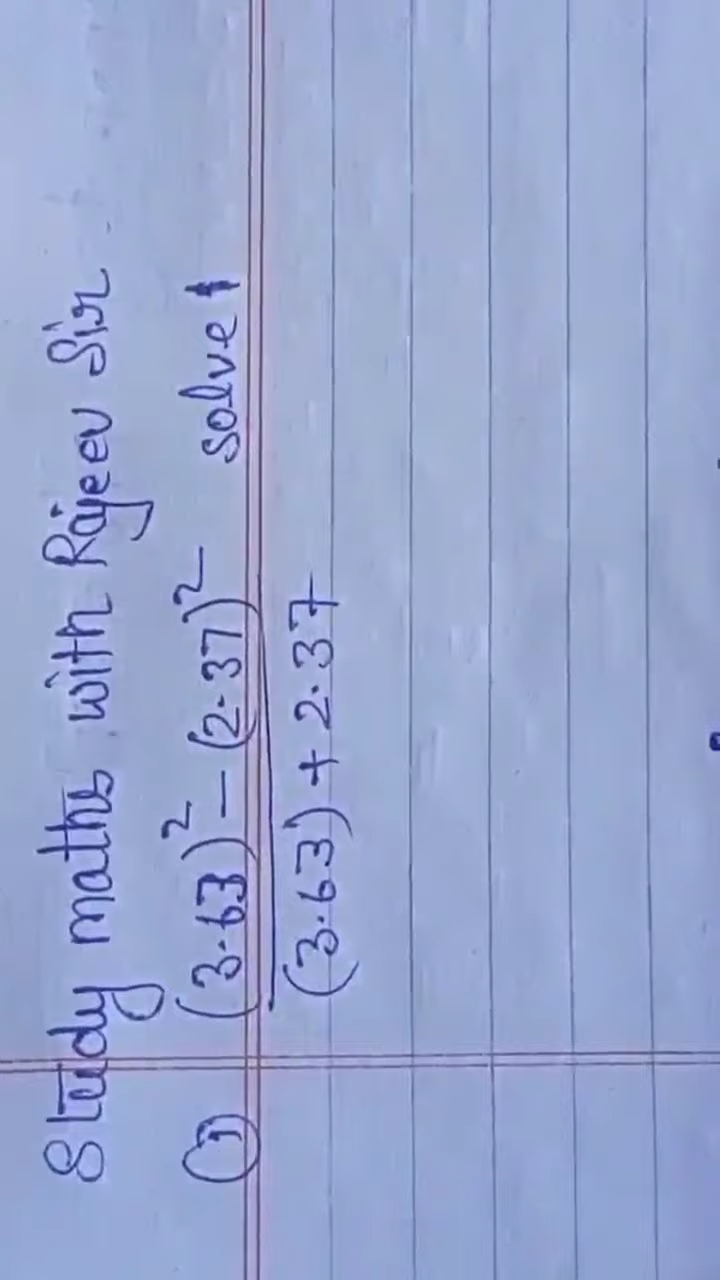 Study maths with Rajeev Sir
① (3.63)² − (2.37)² solve
(3.63) + 2.37